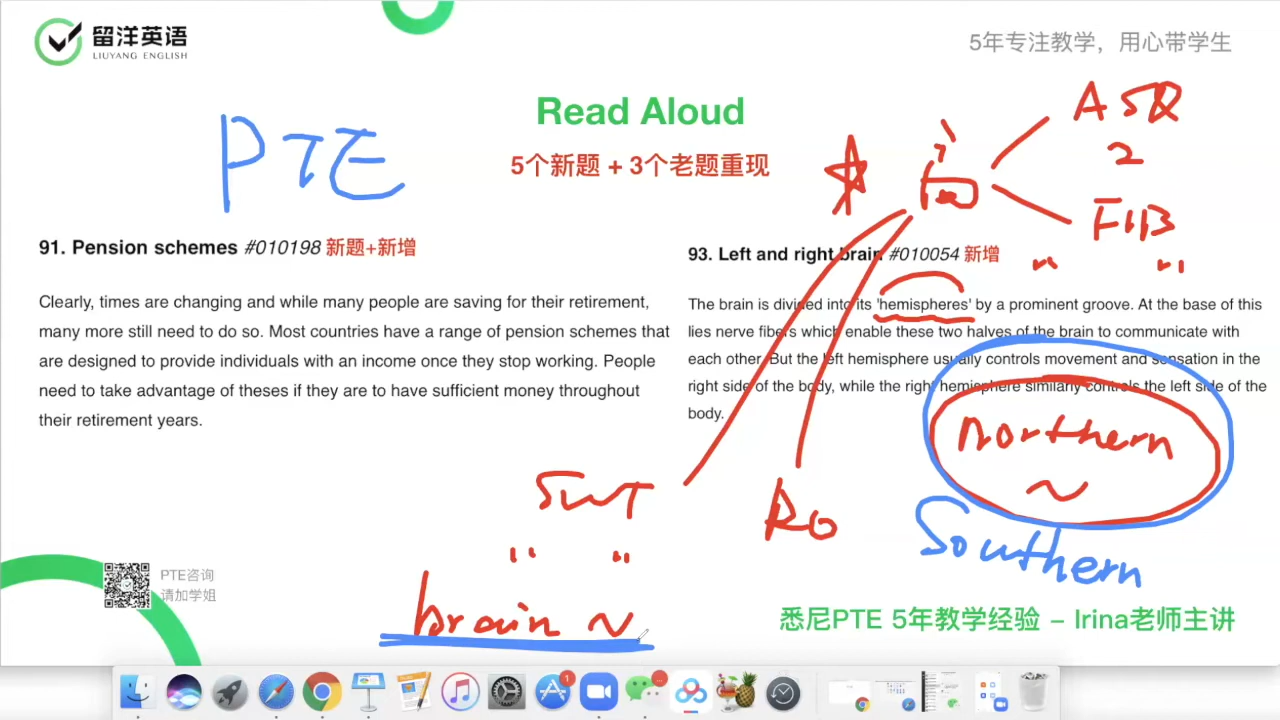 留洋英语
LIUYANG ENGLISH
5年专注教学，用心带学生
Read Aloud
5个新题 + 3个老题重现
PTE
ASQ
2
FIB
91. Pension schemes #010198 新题+新增
Clearly, times are changing and while many people are saving for their retirement,
many more still need to do so. Most countries have a range of pension schemes that
are designed to provide individuals with an income once they stop working. People
need to take advantage of theses if they are to have sufficient money throughout
their retirement years.
93. Left and right brain #010054 新增
The brain is divided into its 'hemispheres' by a prominent groove. At the base of this
lies nerve fibers which enable these two halves of the brain to communicate with
each other. But the left hemisphere usually controls movement and sensation in the
right side of the body, while the right hemisphere similarly controls the left side of the
body.
northern ~
Southern
SWT
RO
brain ~
PTE咨询
请加学姐
悉尼PTE 5年教学经验 – Irina老师主讲
1